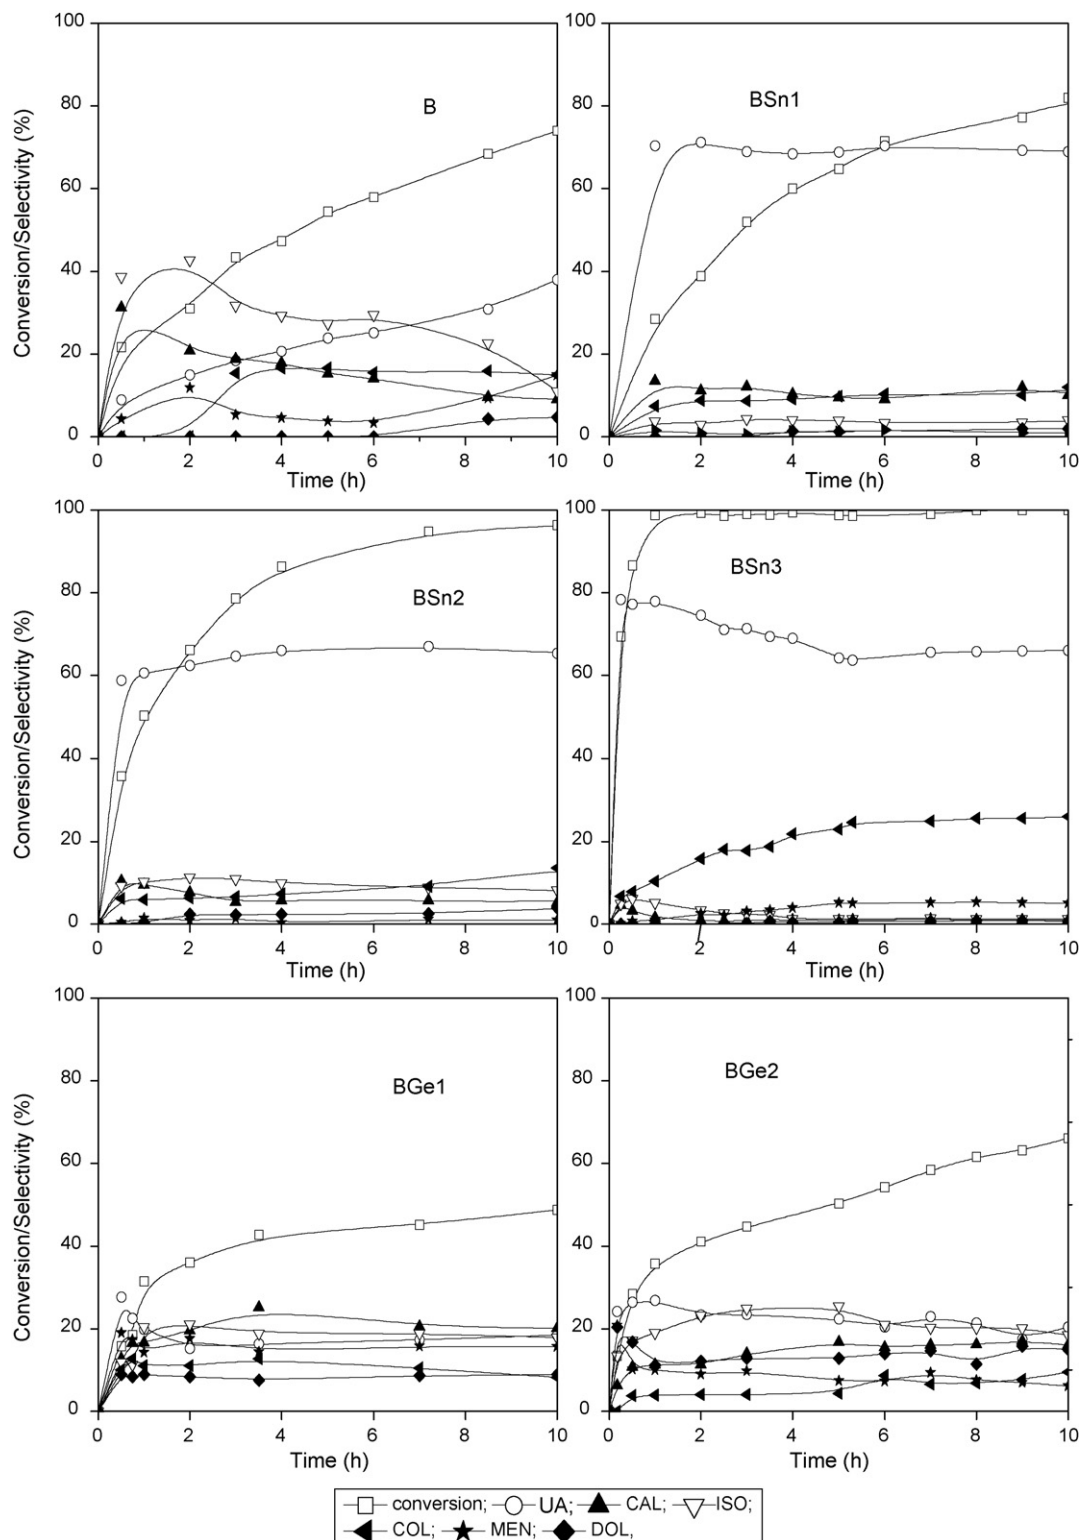 100
80
60
40
20
0
Conversion/Selectivity (%)
B
0 2 4 6 8 10
Time (h)
100
80
60
40
20
0
BSn1
0 2 4 6 8 10
Time (h)
100
80
60
40
20
0
Conversion/Selectivity (%)
BSn2
0 2 4 6 8 10
Time (h)
100
80
60
40
20
0
BSn3
0 2 4 6 8 10
Time (h)
100
80
60
40
20
0
Conversion/Selectivity (%)
BGe1
0 2 4 6 8 10
Time (h)
100
80
60
40
20
0
BGe2
0 2 4 6 8 10
Time (h)
conversion; UA; CAL; ISO;
COL; MEN; DOL,